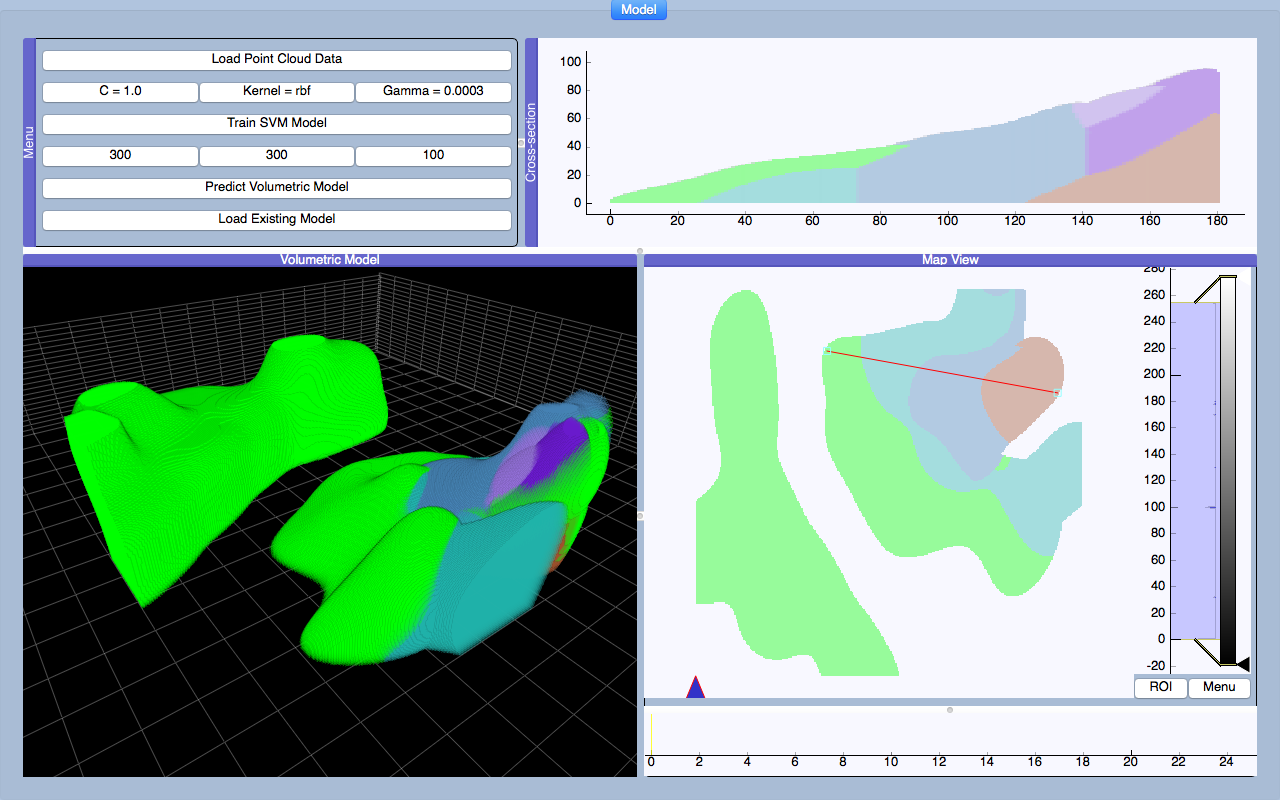 Model
Menu
Load Point Cloud Data
C = 1.0 Kernel = rbf Gamma = 0.0003
Train SVM Model
300 300 100
Predict Volumetric Model
Load Existing Model
Cross-section
100
80
60
40
20
0
0 20 40 60 80 100 120 140 160 180
Volumetric Model
Map View
280
260
240
220
200
180
160
140
120
100
80
60
40
20
0
-20
ROI Menu
0 2 4 6 8 10 12 14 16 18 20 22 24